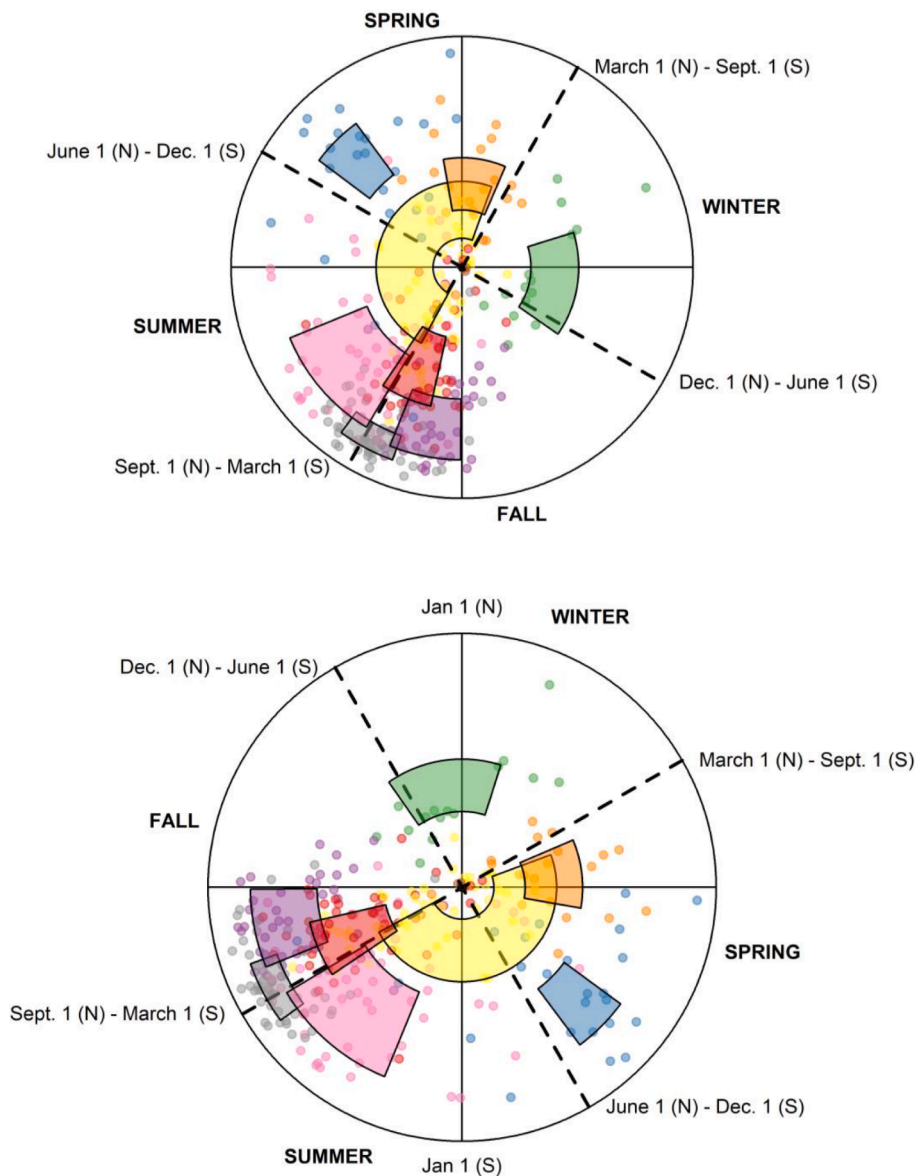 SPRING
March 1 (N) - Sept. 1 (S)
June 1 (N) - Dec. 1 (S)
WINTER
SUMMER
Dec. 1 (N) - June 1 (S)
Sept. 1 (N) - March 1 (S)
FALL
Jan 1 (N)
WINTER
Dec. 1 (N) - June 1 (S)
March 1 (N) - Sept. 1 (S)
FALL
SPRING
Sept. 1 (N) - March 1 (S)
June 1 (N) - Dec. 1 (S)
SUMMER
Jan 1 (S)